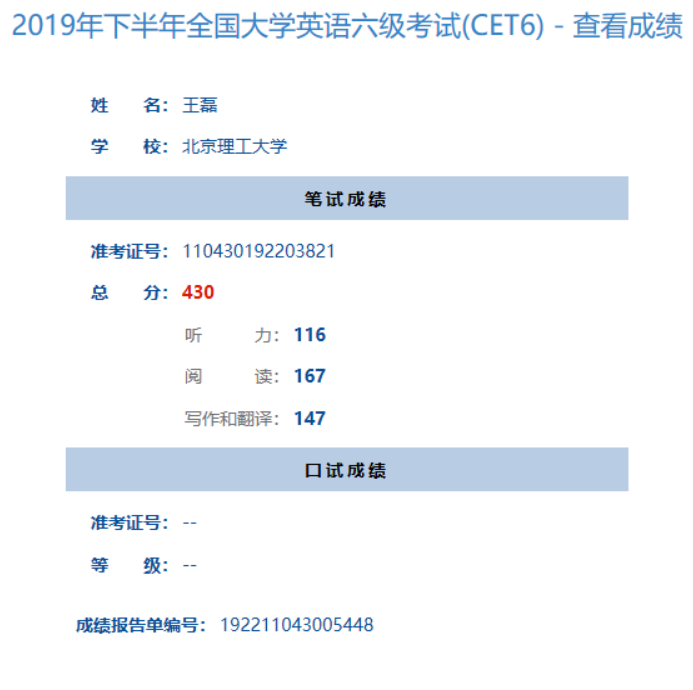 2019年下半年全国大学英语六级考试(CET6) - 查看成绩
姓 名： 王磊
学 校： 北京理工大学
笔试成绩
准考证号： 110430192203821
总 分： 430
听 力： 116
阅 读： 167
写作和翻译： 147
口试成绩
准考证号： --
等 级： --
成绩报告单编号： 192211043005448